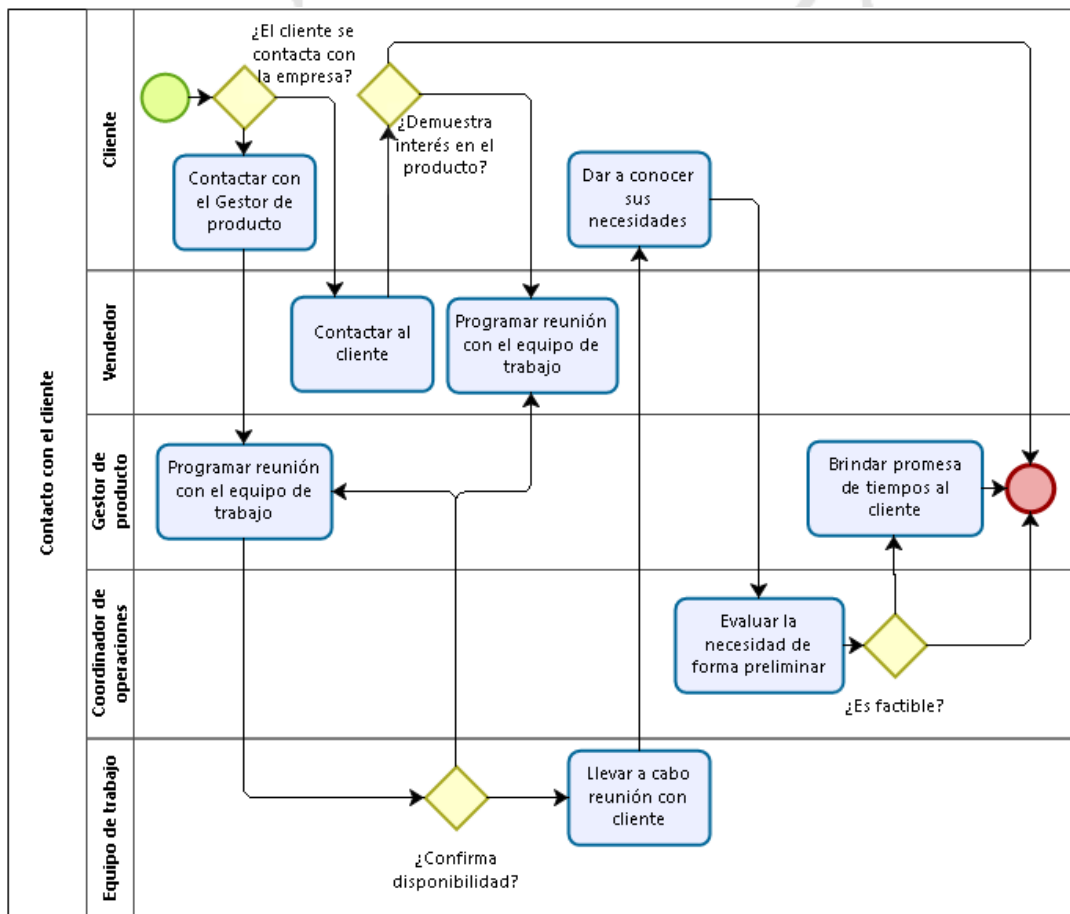 Contacto con el cliente
Cliente
¿El cliente se
contacta con
la empresa?
¿Demuestra
interés en el
producto?
Contactar con
el Gestor de
producto
Dar a conocer
sus
necesidades
Vendedor
Contactar al
cliente
Programar reunión
con el equipo de
trabajo
Gestor de
producto
Programar reunión
con el equipo de
trabajo
Brindar promesa
de tiempos al
cliente
Coordinador de
operaciones
Evaluar la
necesidad de
forma preliminar
¿Es factible?
Equipo de trabajo
¿Confirma
disponibilidad?
Llevar a cabo
reunión con
cliente